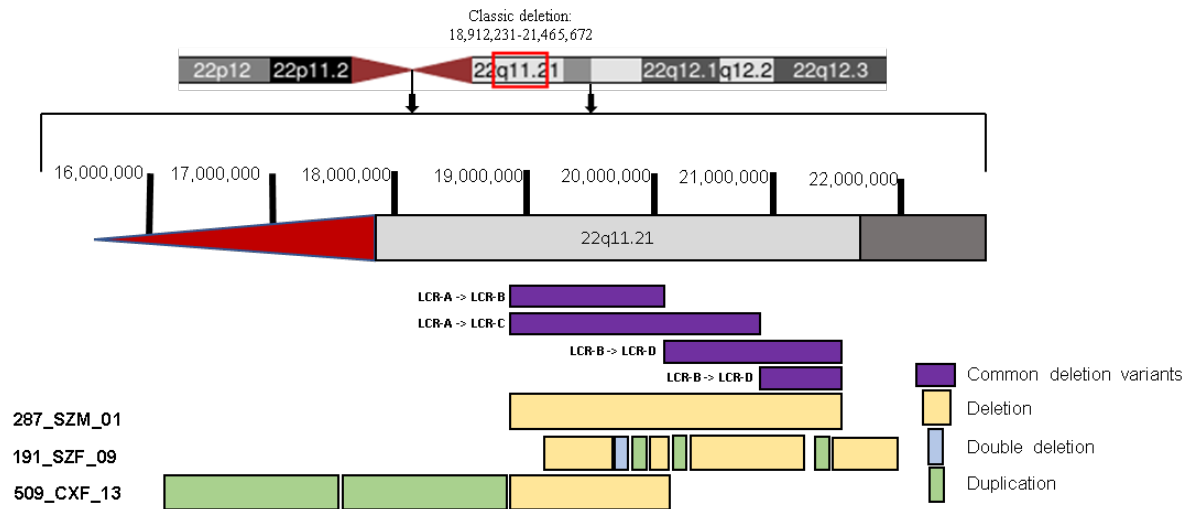 Classic deletion:
18,912,231-21,465,672
22p12 22p11.2 22q11.21 22q12.1 q12.2 22q12.3
16,000,000 17,000,000 18,000,000 19,000,000 20,000,000 21,000,000 22,000,000
22q11.21
LCR-A -> LCR-B
LCR-A -> LCR-C
LCR-B -> LCR-D
LCR-B -> LCR-D
Common deletion variants
287_SZM_01
Deletion
191_SZF_09
Double deletion
509_CXF_13
Duplication